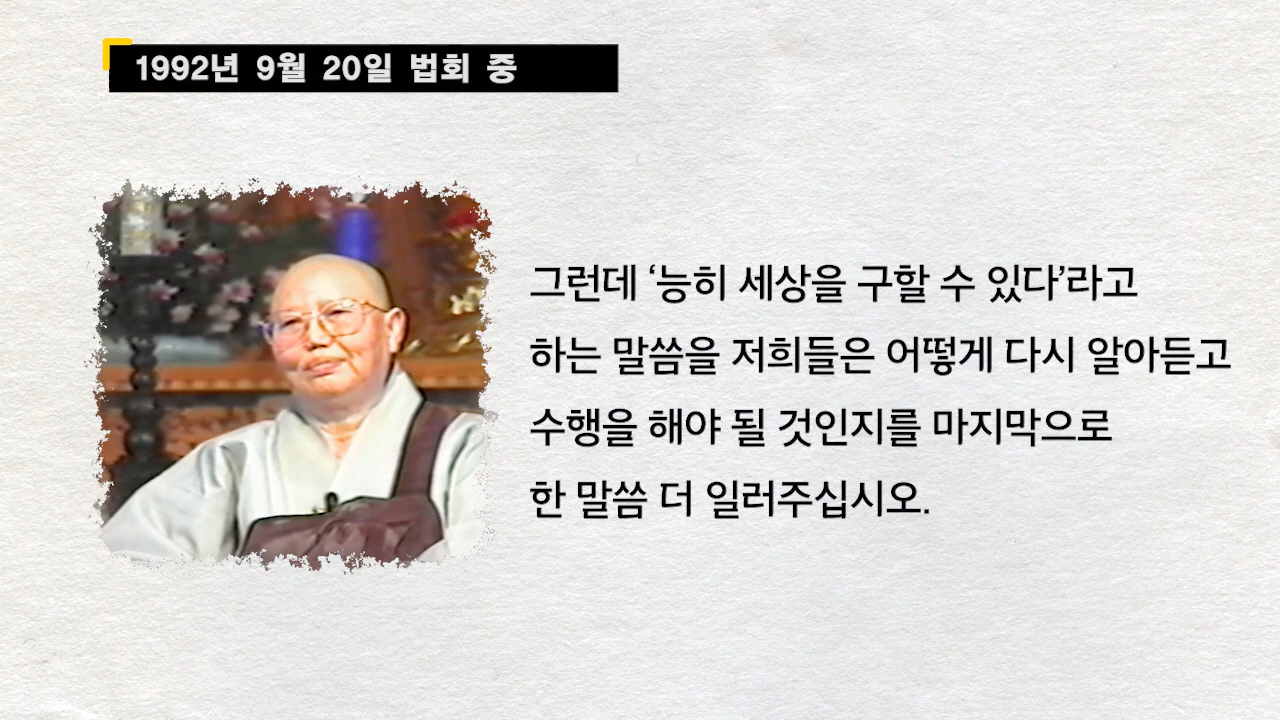 1992년 9월 20일 법회 중
그런데 ‘능히 세상을 구할 수 있다’라고
하는 말씀을 저희들은 어떻게 다시 알아듣고
수행을 해야 될 것인지를 마지막으로
한 말씀 더 일러주십시오.